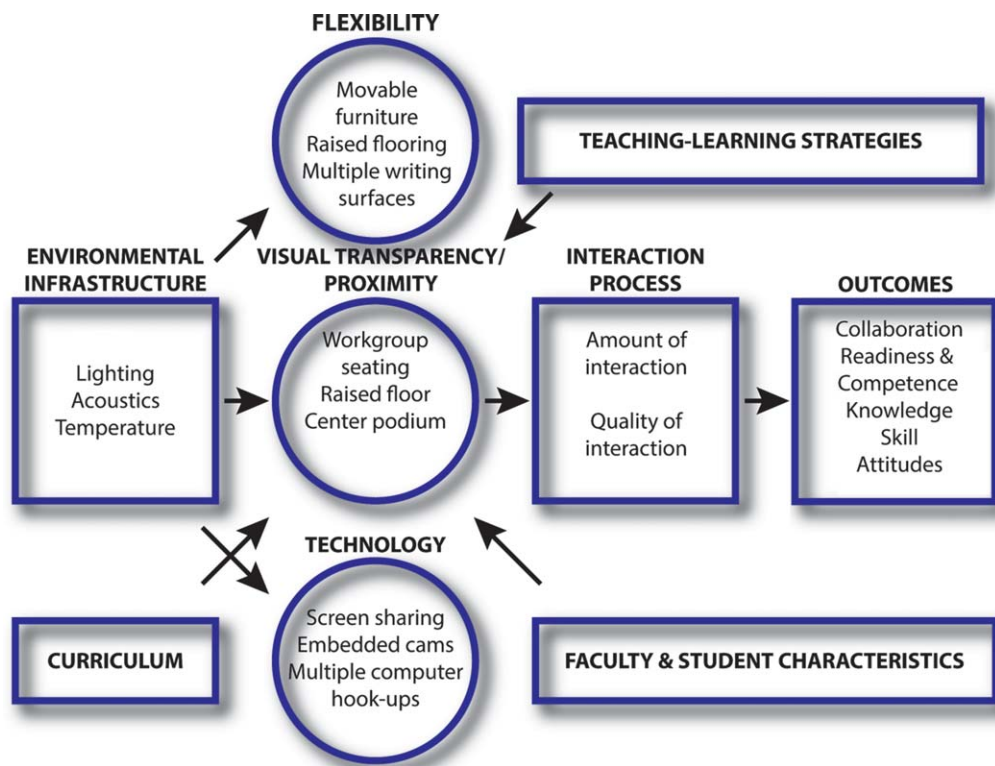 FLEXIBILITY
Movable
furniture
Raised flooring
Multiple writing
surfaces
TEACHING-LEARNING STRATEGIES
ENVIRONMENTAL
INFRASTRUCTURE
Lighting
Acoustics
Temperature
VISUAL TRANSPARENCY/
PROXIMITY
Workgroup
seating
Raised floor
Center podium
INTERACTION
PROCESS
Amount of
interaction
Quality of
interaction
OUTCOMES
Collaboration
Readiness &
Competence
Knowledge
Skill
Attitudes
CURRICULUM
TECHNOLOGY
Screen sharing
Embedded cams
Multiple computer
hook-ups
FACULTY & STUDENT CHARACTERISTICS